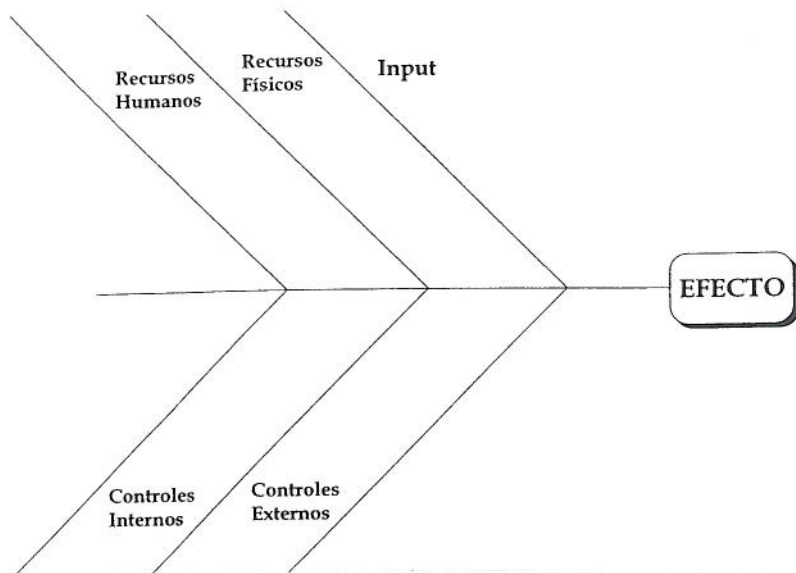 Recursos
Humanos
Recursos
Físicos
Input
EFECTO
Controles
Internos
Controles
Externos